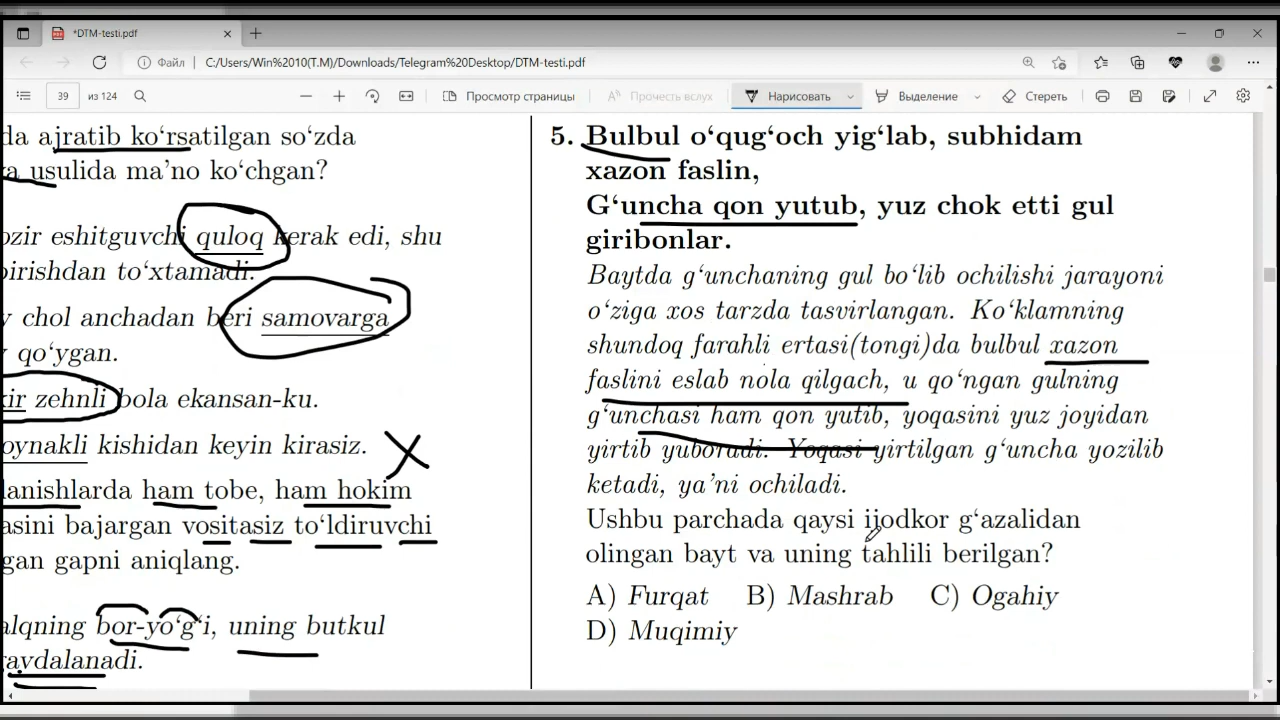 *DTM-testi.pdf
Файл C:/Users/Win%2010(T.M)/Downloads/Telegram%20Desktop/DTM-testi.pdf
39 из 124 Просмотр страницы Прочесть вслух Нарисовать Выделение Стереть
da ajratib ko‘rsatilgan so‘zda
va usulida ma’no ko‘chgan?
ozir eshitguvchi quloq kerak edi, shu
pirishdan to‘xtamadi.
y chol anchadan beri samovarga
y qo‘ygan.
kir zehnli bola ekansan-ku.
oynakli kishidan keyin kirasiz.
lanishlarda ham tobe, ham hokim
asini bajargan vositasiz to‘ldiruvchi
gan gapni aniqlang.
alqning bor-yo‘g‘i, uning butkul
aydalanadi.
5. Bulbul o‘qug‘och yig‘lab, subhidam
xazon faslin,
G‘uncha qon yutub, yuz chok etti gul
giribonlar.
Baytda g‘unchaning gul bo‘lib ochilishi jarayoni
o‘ziga xos tarzda tasvirlangan. Ko‘klamning
shundoq farahli ertasi(tongi)da bulbul xazon
faslini eslab nola qilgach, u qo‘ngan gulning
g‘unchasi ham qon yutib, yoqasini yuz joyidan
yirtib yuboradi. Yoqasi yirtilgan g‘uncha yozilib
ketadi, ya’ni ochiladi.
Ushbu parchada qaysi ijodkor g‘azalidan
olingan bayt va uning tahlili berilgan?
A) Furqat B) Mashrab C) Ogahiy
D) Muqimiy